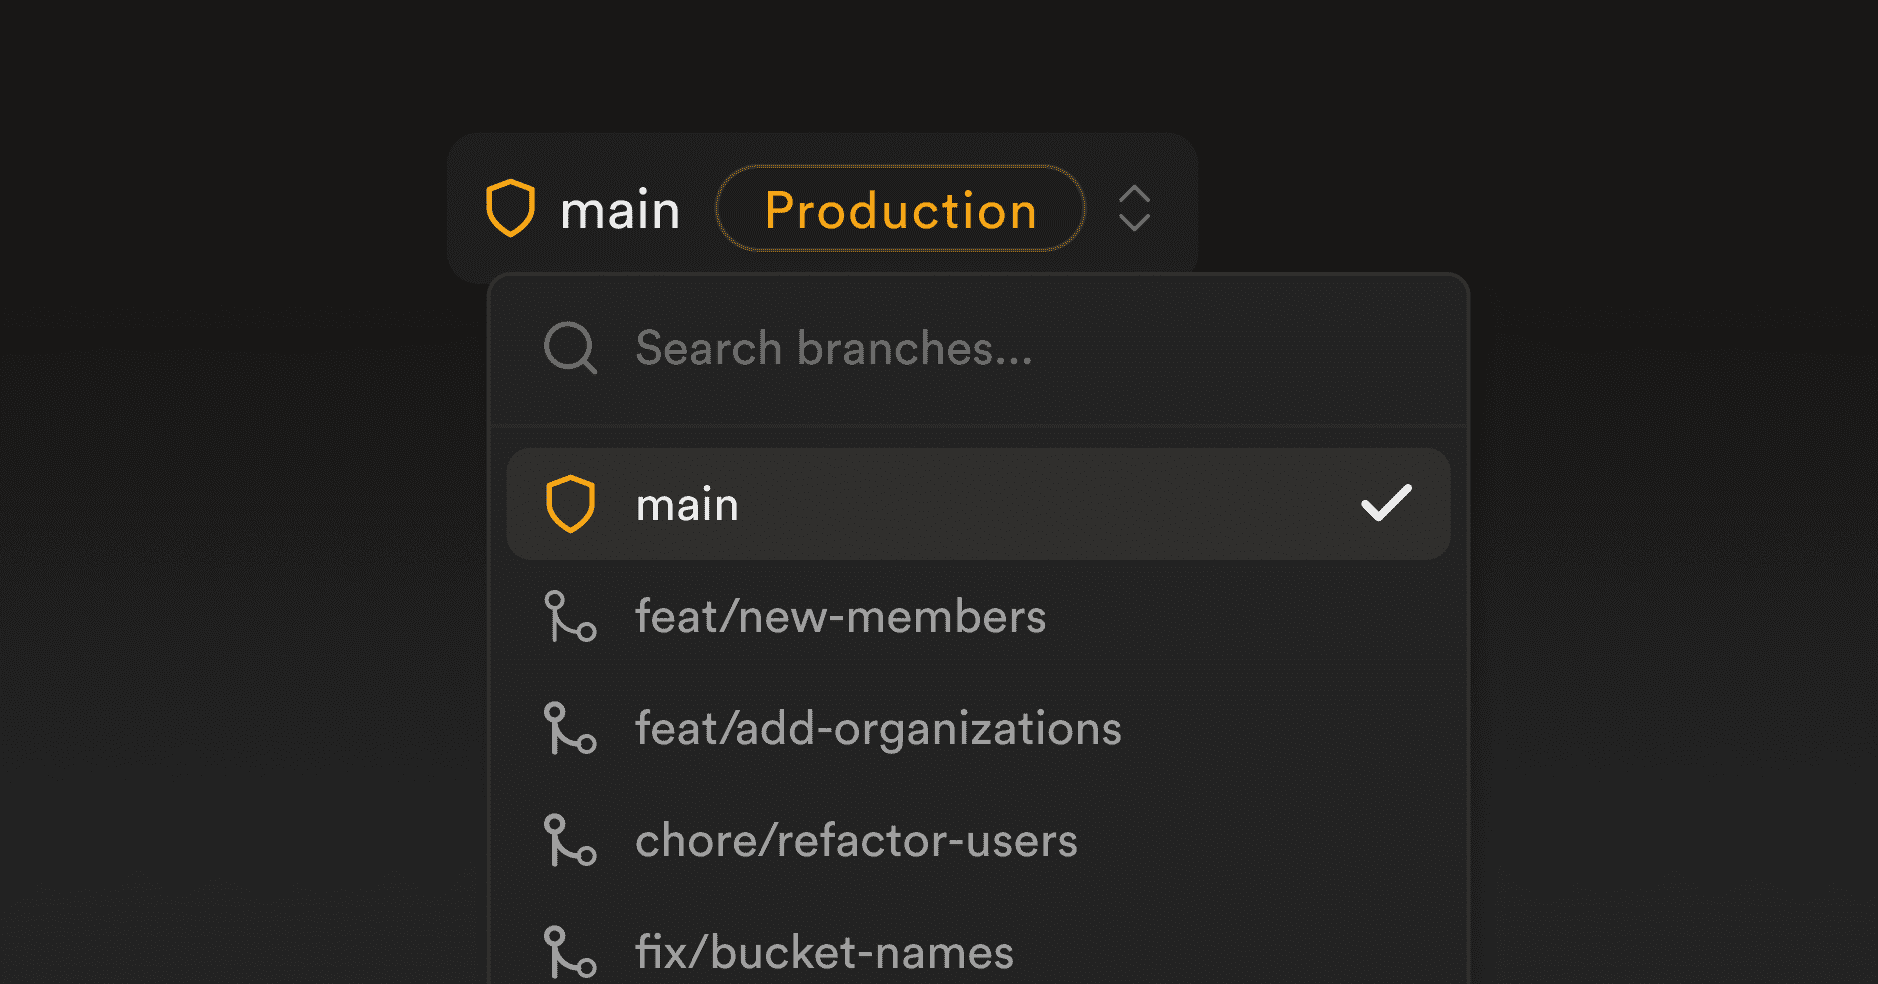 main Production
Search branches...
main
feat/new-members
feat/add-organizations
chore/refactor-users
fix/bucket-names